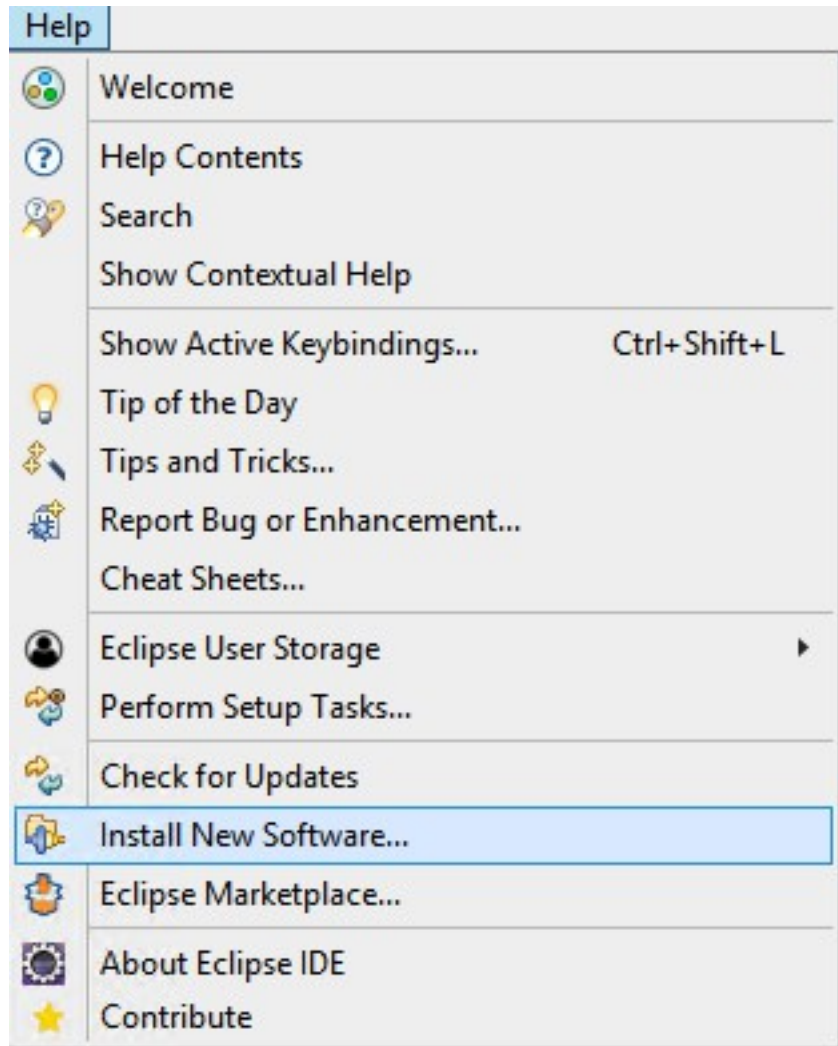 Help
Welcome
Help Contents
Search
Show Contextual Help
Show Active Keybindings... Ctrl+Shift+L
Tip of the Day
Tips and Tricks...
Report Bug or Enhancement...
Cheat Sheets...
Eclipse User Storage
Perform Setup Tasks...
Check for Updates
Install New Software...
Eclipse Marketplace...
About Eclipse IDE
Contribute